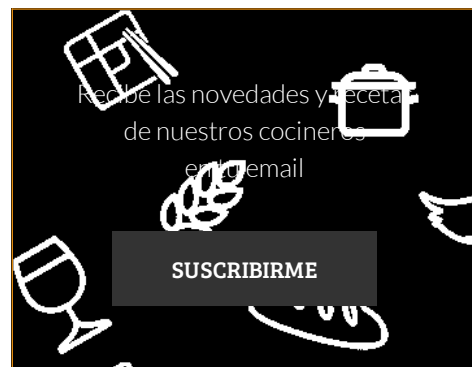 Recibe las novedades y recetas
de nuestros cocineros
en tu email
SUSCRIBIRME